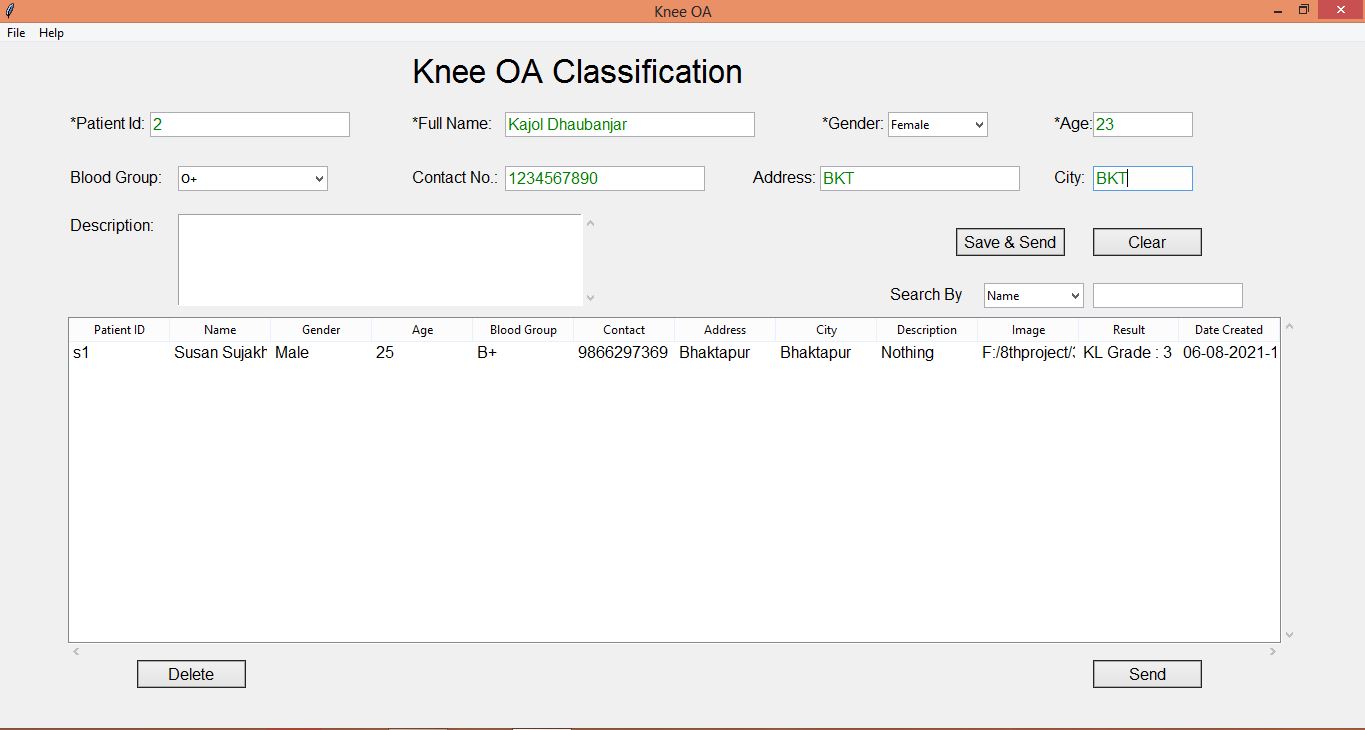 Knee OA
File Help
Knee OA Classification
*Patient Id: 2 *Full Name: Kajol Dhaubanjar *Gender: Female *Age: 23
Blood Group: O+ Contact No.: 1234567890 Address: BKT City: BKT
Description:
Save & Send Clear
Search By Name
Patient ID Name Gender Age Blood Group Contact Address City Description Image Result Date Created
s1 Susan Sujakh Male 25 B+ 9866297369 Bhaktapur Bhaktapur Nothing F:/8thproject/ KL Grade : 3 06-08-2021-1
Delete Send